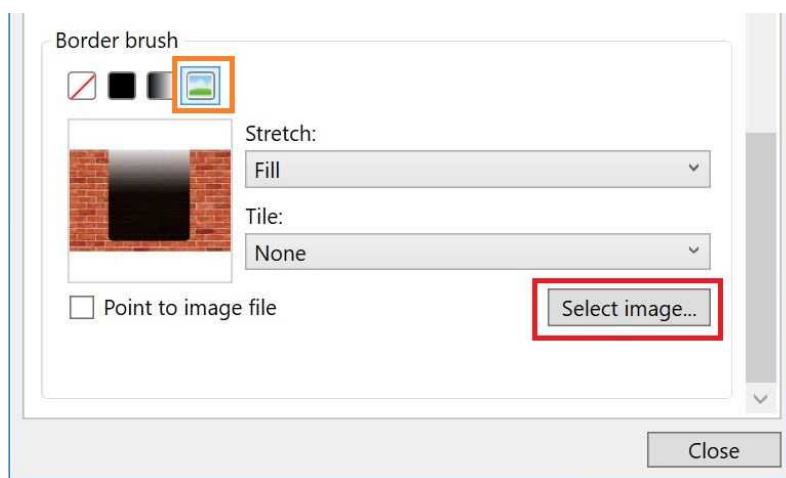 Border brush
Stretch:
Fill
Tile:
None
Point to image file
Select image...
Close